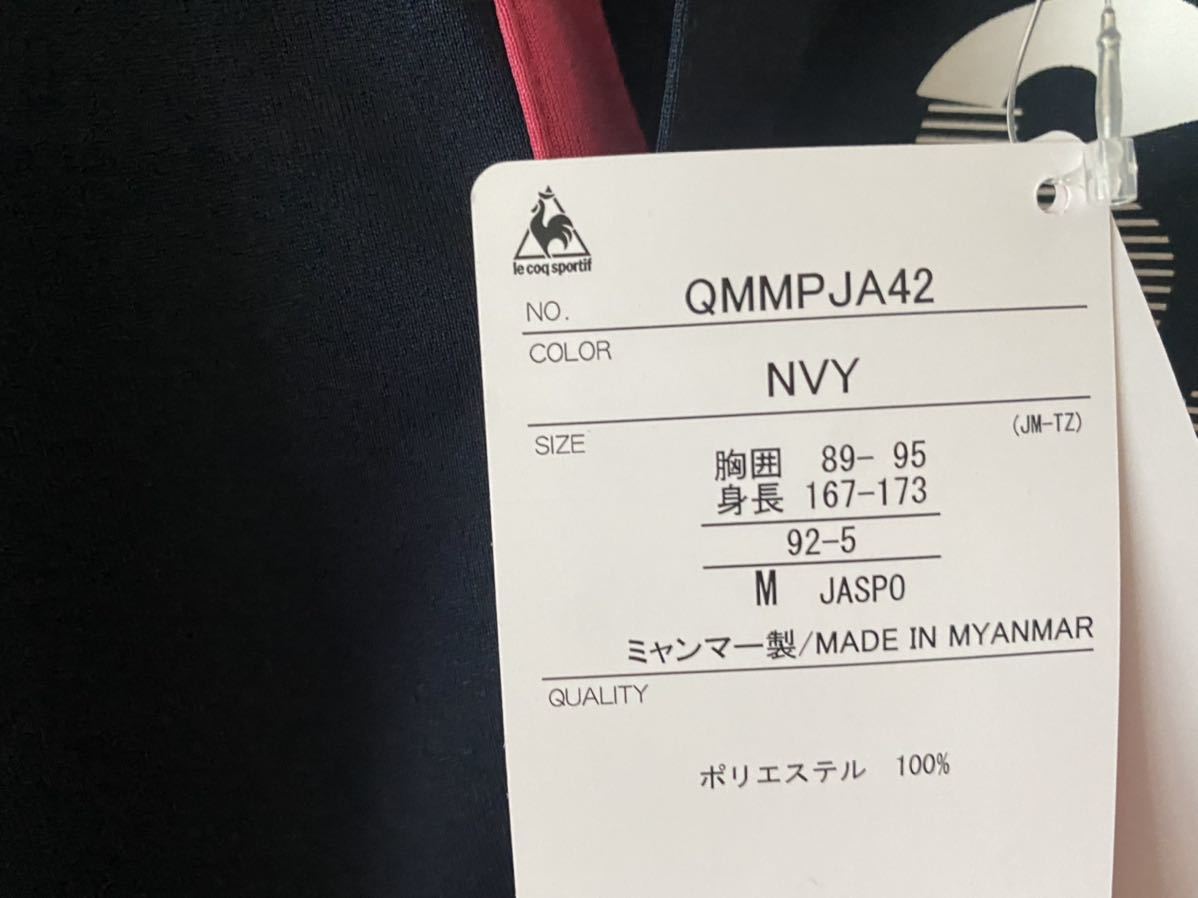 le coq sportif
NO. QMMPJA42
COLOR
NVY
SIZE
(JM-TZ)
胸囲 89- 95
身長 167-173
92-5
M JASPO
ミャンマー製/MADE IN MYANMAR
QUALITY
ポリエステル 100%